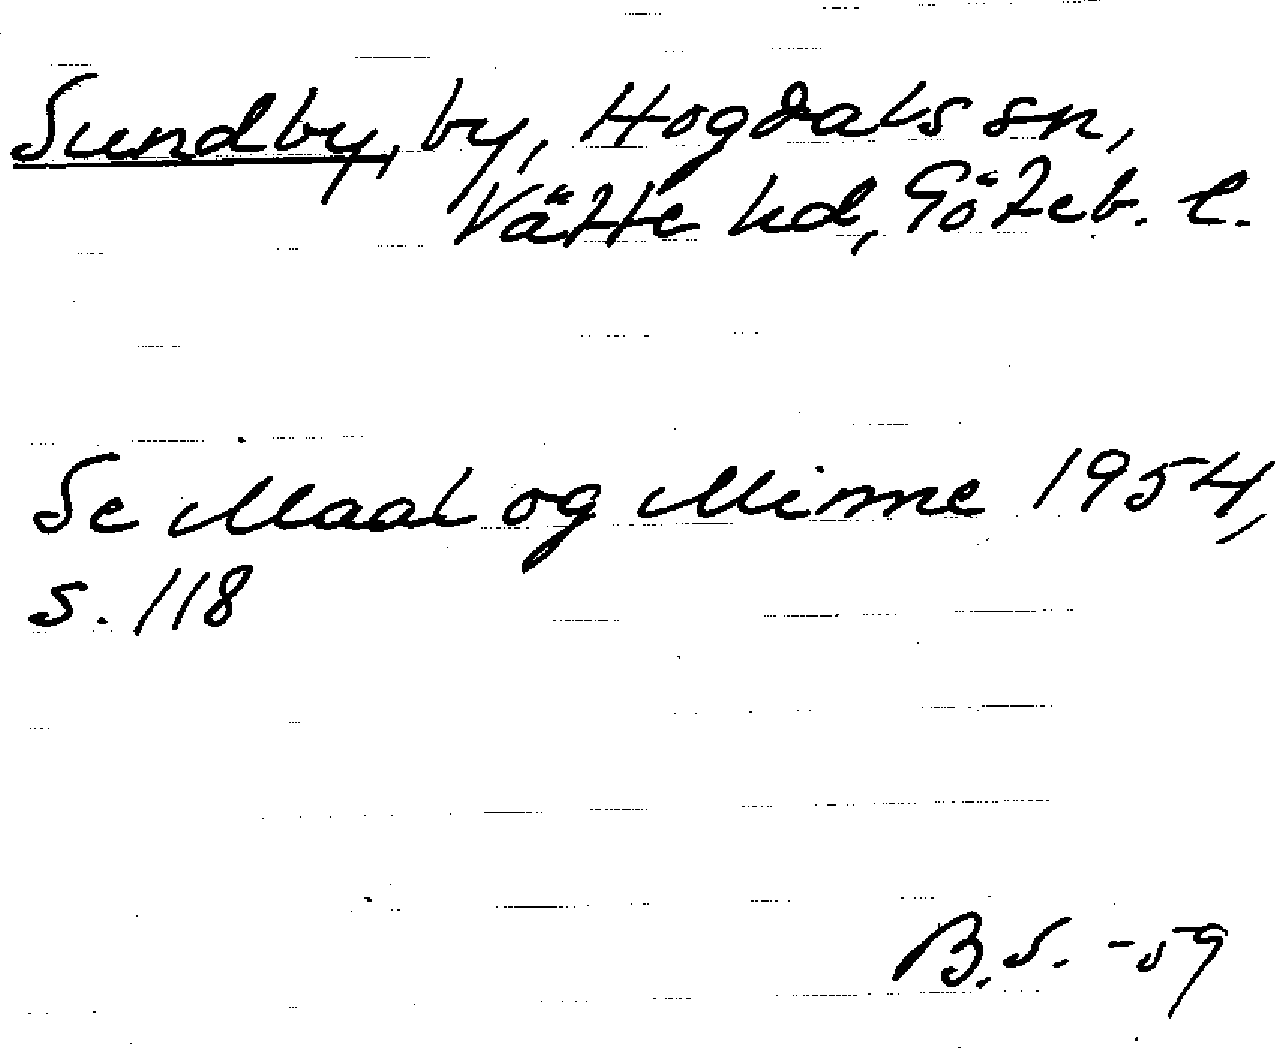 Sundby, by, Hogdals sn,
Vätte hd, Göteb. l.
Se Maal og Minne 1954,
s. 118
B.S. -59